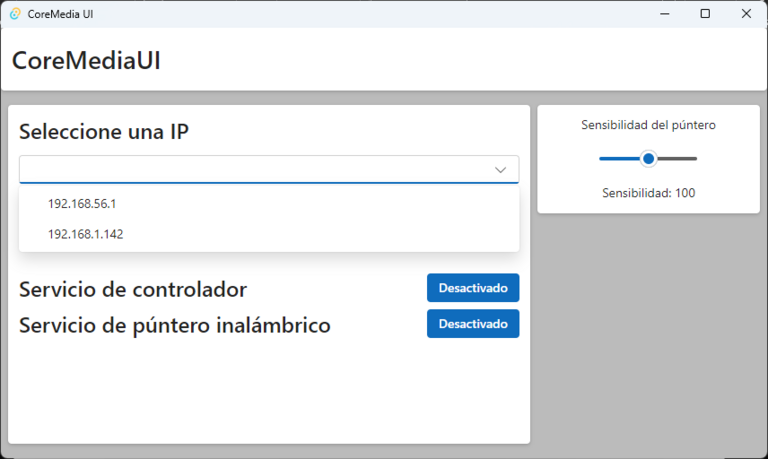 CoreMedia UI
CoreMediaUI
Seleccione una IP
192.168.56.1
192.168.1.142
Servicio de controlador
Desactivado
Servicio de púntero inalámbrico
Desactivado
Sensibilidad del púntero
Sensibilidad: 100